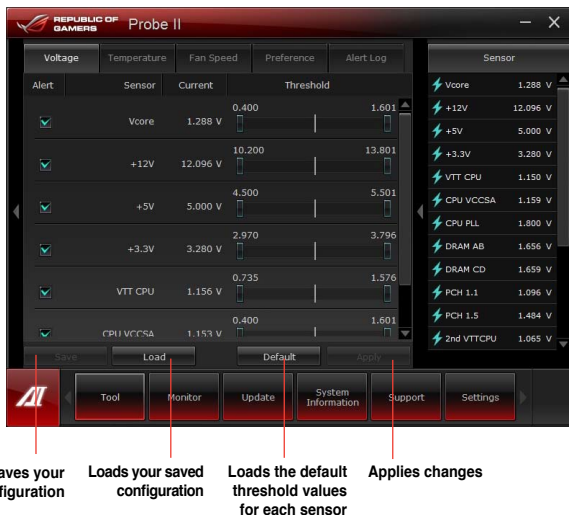 REPUBLIC OF
GAMERS
Probe II
Voltage
Temperature
Fan Speed
Preference
Alert Log
Sensor
Alert Sensor Current Threshold
Vcore 1.288 V 0.400 1.601
+12V 12.096 V 10.200 13.801
+5V 5.000 V 4.500 5.501
+3.3V 3.280 V 2.970 3.796
VTT CPU 1.156 V 0.735 1.576
CPU VCCSA 1.153 V 0.400 1.601
Vcore 1.288 V
+12V 12.096 V
+5V 5.000 V
+3.3V 3.280 V
VTT CPU 1.150 V
CPU VCCSA 1.159 V
CPU PLL 1.800 V
DRAM AB 1.656 V
DRAM CD 1.659 V
PCH 1.1 1.096 V
PCH 1.5 1.484 V
2nd VTTCPU 1.065 V
Save
Load
Default
Apply
Tool
Monitor
Update
System
Information
Support
Settings
aves your
figuration
Loads your saved
configuration
Loads the default
threshold values
for each sensor
Applies changes